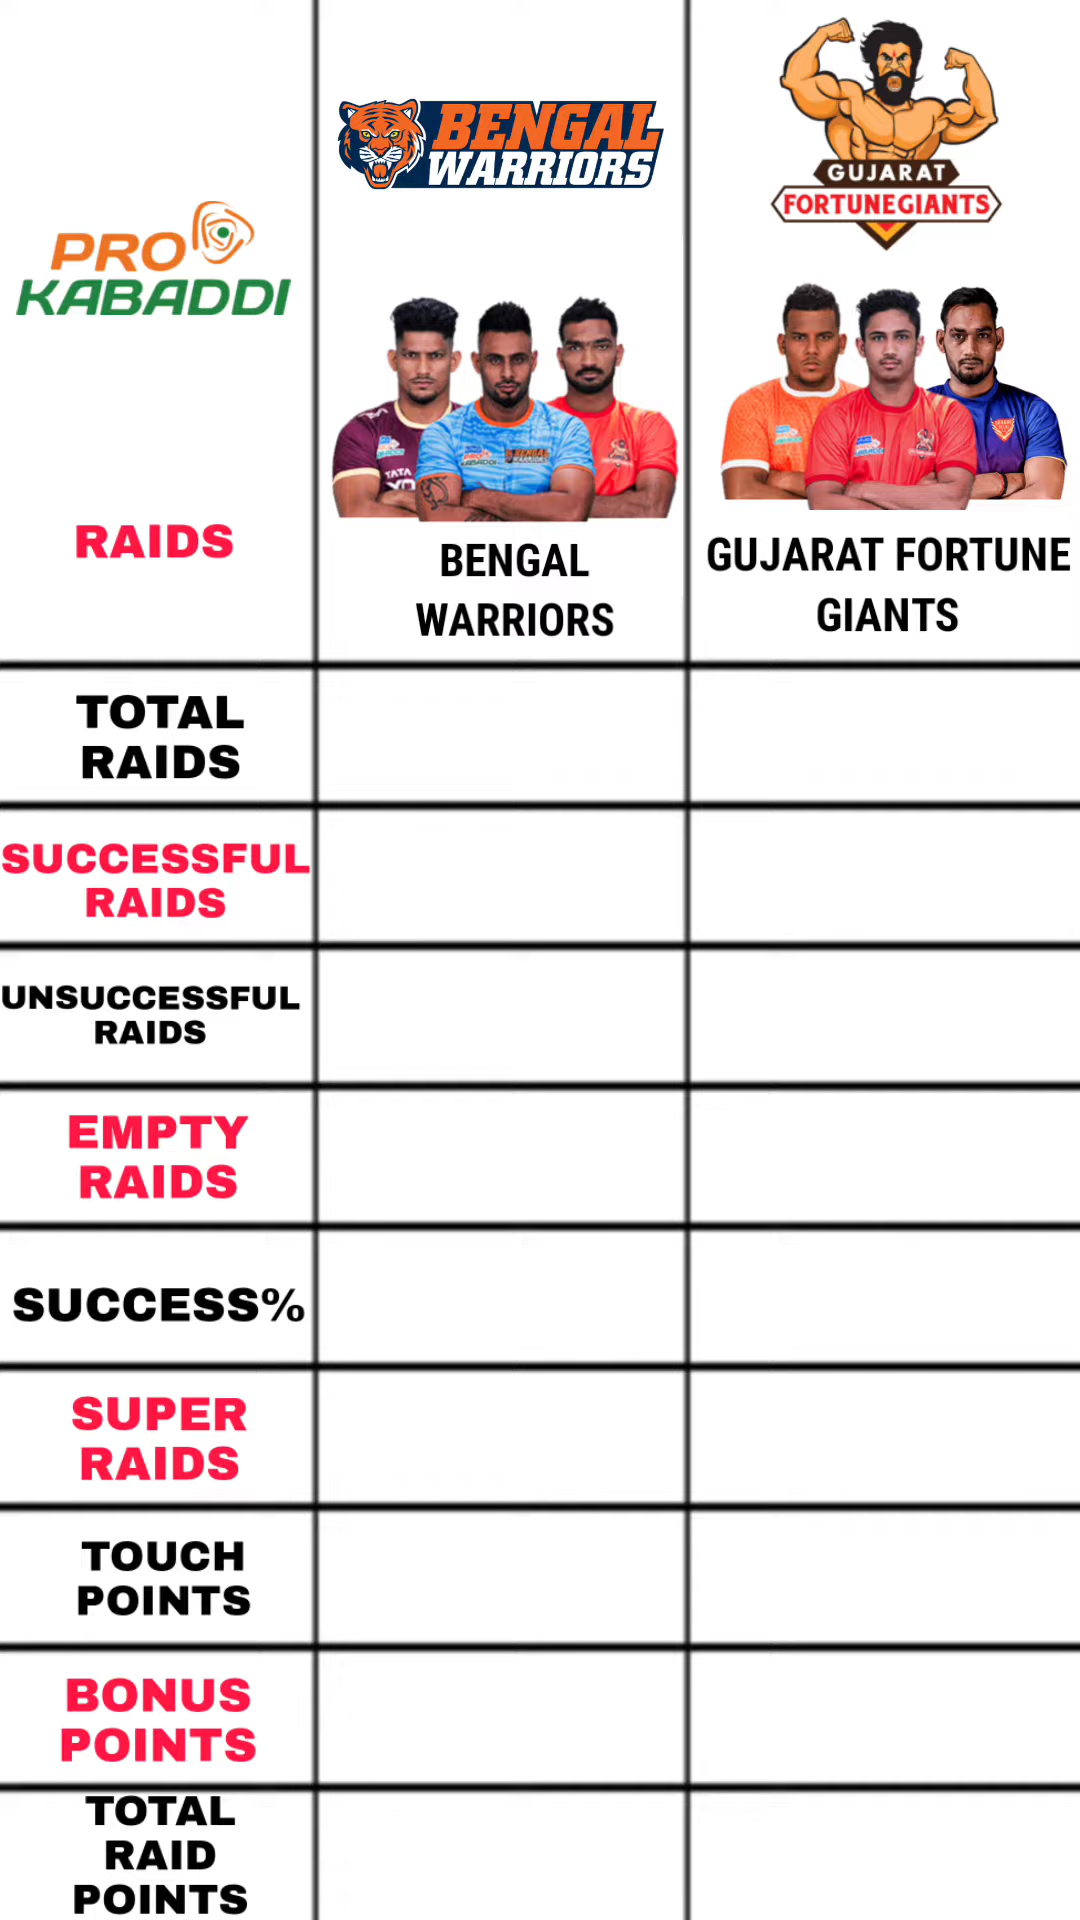 BENGAL
WARRIORS
GUJARAT
FORTUNEGIANTS
PRO
KABADDI
RAIDS
BENGAL
WARRIORS
GUJARAT FORTUNE
GIANTS
TOTAL
RAIDS
SUCCESSFUL
RAIDS
UNSUCCESSFUL
RAIDS
EMPTY
RAIDS
SUCCESS%
SUPER
RAIDS
TOUCH
POINTS
BONUS
POINTS
TOTAL
RAID
POINTS